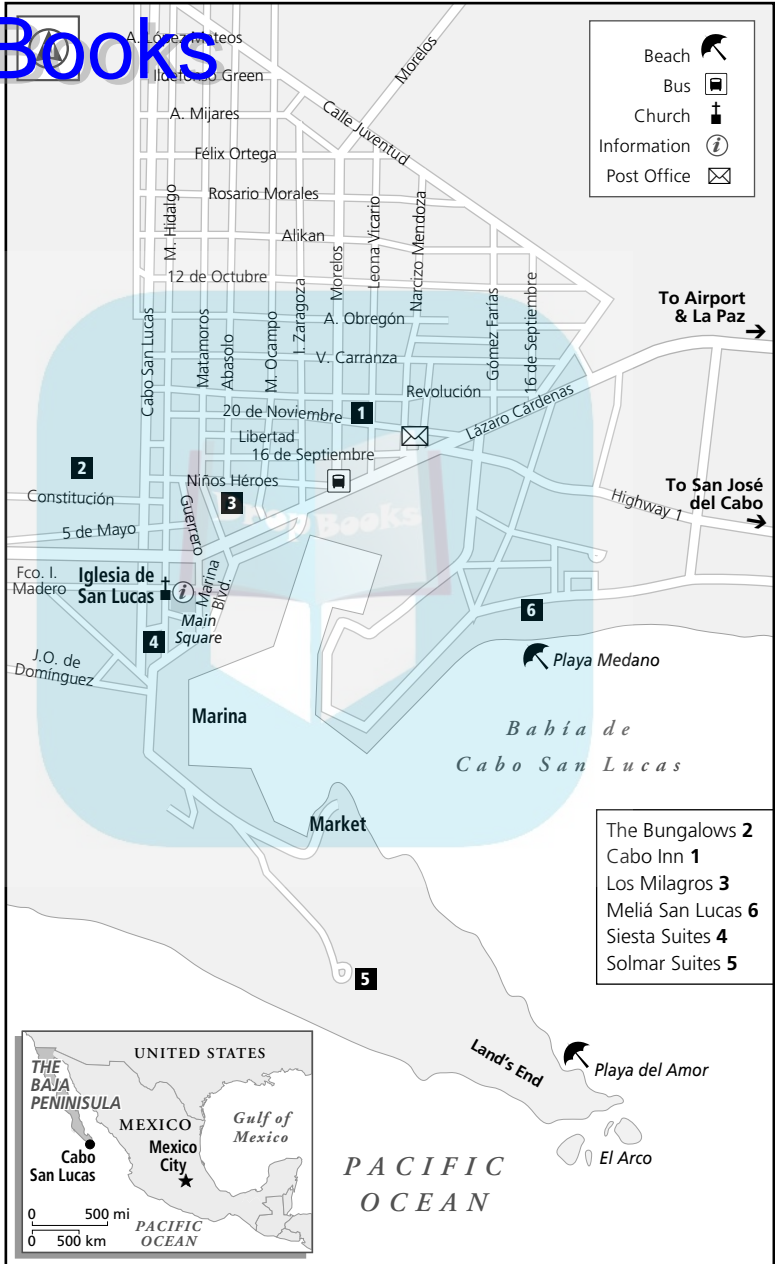 Books
A. López Mateos
Ildefonso Green
A. Mijares
Félix Ortega
Rosario Morales
Alikan
12 de Octubre
Morelos
Calle Juventud
M. Hidalgo
Leona Vicario
Narcizo Mendoza
Morelos
I. Zaragoza
Beach
Bus
Church
Information
Post Office
Cabo San Lucas
Matamoros
Abasolo
M. Ocampo
A. Obregón
V. Carranza
Revolución
Gómez Farías
16 de Septiembre
To Airport
& La Paz
20 de Noviembre
1
Libertad
16 de Septiembre
Lázaro Cárdenas
2
Constitución
Niños Héroes
3
Drop Books
5 de Mayo
Guerrero
To San José
del Cabo
Highway 1
Fco. I.
Madero
Iglesia de
San Lucas
i
Marina
Blvd.
Main
Square
4
6
J.O. de
Domínguez
Playa Medano
Marina
Bahía de
Cabo San Lucas
Market
The Bungalows 2
Cabo Inn 1
Los Milagros 3
Meliá San Lucas 6
Siesta Suites 4
Solmar Suites 5
5
Land's End
Playa del Amor
El Arco
PACIFIC
OCEAN
UNITED STATES
THE
BAJA
PENINISULA
MEXICO
Gulf of
Mexico
Mexico
City
Cabo
San Lucas
0 500 mi
0 500 km
PACIFIC
OCEAN